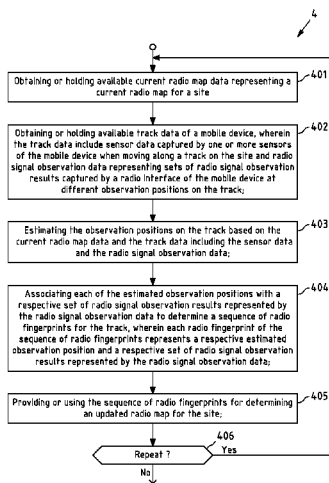 4
Obtaining or holding available current radio map data representing a
current radio map for a site
401
Obtaining or holding available track data of a mobile device, wherein
the track data include sensor data captured by one or more sensors
of the mobile device when moving along a track on the site and radio
signal observation data representing sets of radio signal observation
results captured by a radio interface of the mobile device at
different observation positions on the track;
402
Estimating the observation positions on the track based on the
current radio map data and the track data including the sensor data
and the radio signal observation data;
403
Associating each of the estimated observation positions with a
respective set of radio signal observation results represented by
the radio signal observation data to determine a sequence of radio
fingerprints for the track, wherein each radio fingerprint of the
sequence of radio fingerprints represents a respective estimated
observation position and a respective set of radio signal observation
results represented by the radio signal observation data;
404
Providing or using the sequence of radio fingerprints for determining
an updated radio map for the site;
405
406
Repeat ?
Yes
No